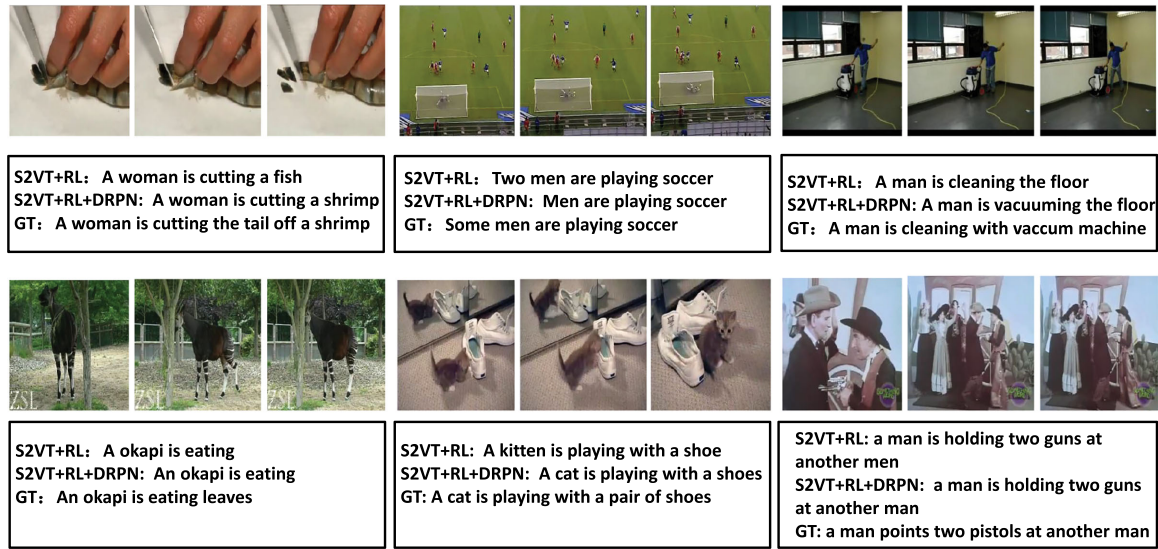 S2VT+RL： A woman is cutting a fish
S2VT+RL+DRPN: A woman is cutting a shrimp
GT： A woman is cutting the tail off a shrimp
S2VT+RL： Two men are playing soccer
S2VT+RL+DRPN: Men are playing soccer
GT： Some men are playing soccer
S2VT+RL： A man is cleaning the floor
S2VT+RL+DRPN: A man is vacuuming the floor
GT： A man is cleaning with vaccum machine
ZSL
ZSL
ZSL
S2VT+RL： A okapi is eating
S2VT+RL+DRPN: An okapi is eating
GT： An okapi is eating leaves
S2VT+RL: A kitten is playing with a shoe
S2VT+RL+DRPN: A cat is playing with a shoes
GT: A cat is playing with a pair of shoes
S2VT+RL: a man is holding two guns at
another men
S2VT+RL+DRPN: a man is holding two guns
at another man
GT: a man points two pistols at another man